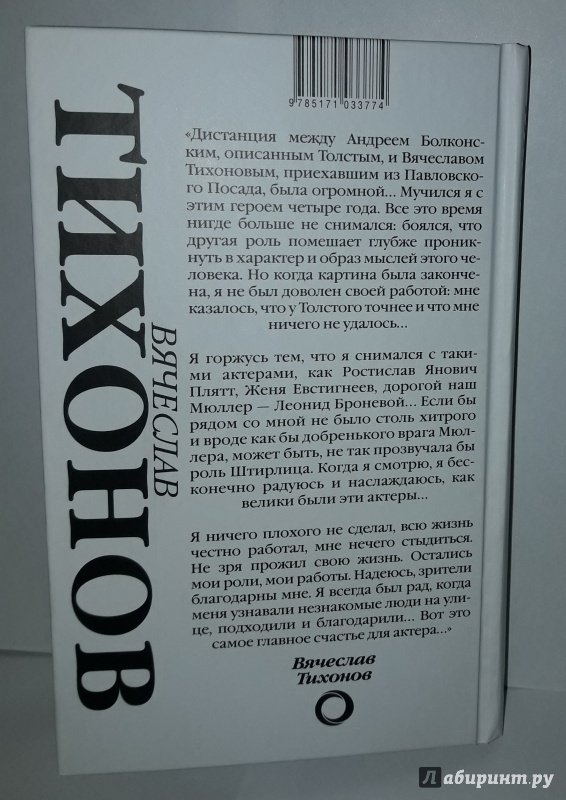 9785171 033774
«Дистанция между Андреем Болконс-
ким, описанным Толстым, и Вячеславом
Тихоновым, приехавшим из Павловско-
го Посада, была огромной... Мучился я с
этим героем четыре года. Все это время
нигде больше не снимался: боялся, что
другая роль помешает глубже проник-
нуть в характер и образ мыслей этого че-
ловека. Но когда картина была законче-
на, я не был доволен своей работой: мне
казалось, что у Толстого точнее и что мне
ничего не удалось...
Я горжусь тем, что я снимался с таки-
ми актерами, как Ростислав Янович
Плятт, Женя Евстигнеев, дорогой наш
Мюллер — Леонид Броневой... Если бы
рядом со мной не было столь хитрого
и вроде как бы добренького врага Мюл-
лера, может быть, не так прозвучала бы
роль Штирлица. Когда я смотрю, я бес-
конечно радуюсь и наслаждаюсь, как
велики были эти актеры...
Я ничего плохого не сделал, всю жизнь
честно работал, мне нечего стыдиться.
Не зря прожил свою жизнь. Остались
мои роли, мои работы. Надеюсь, зрители
благодарны мне. Я всегда был рад, когда
меня узнавали незнакомые люди на ули-
це, подходили и благодарили... Вот это
самое главное счастье для актера...»
Вячеслав
Тихонов
ВЯЧЕСЛАВ
ТИХОНОВ
Лабиринт.ру